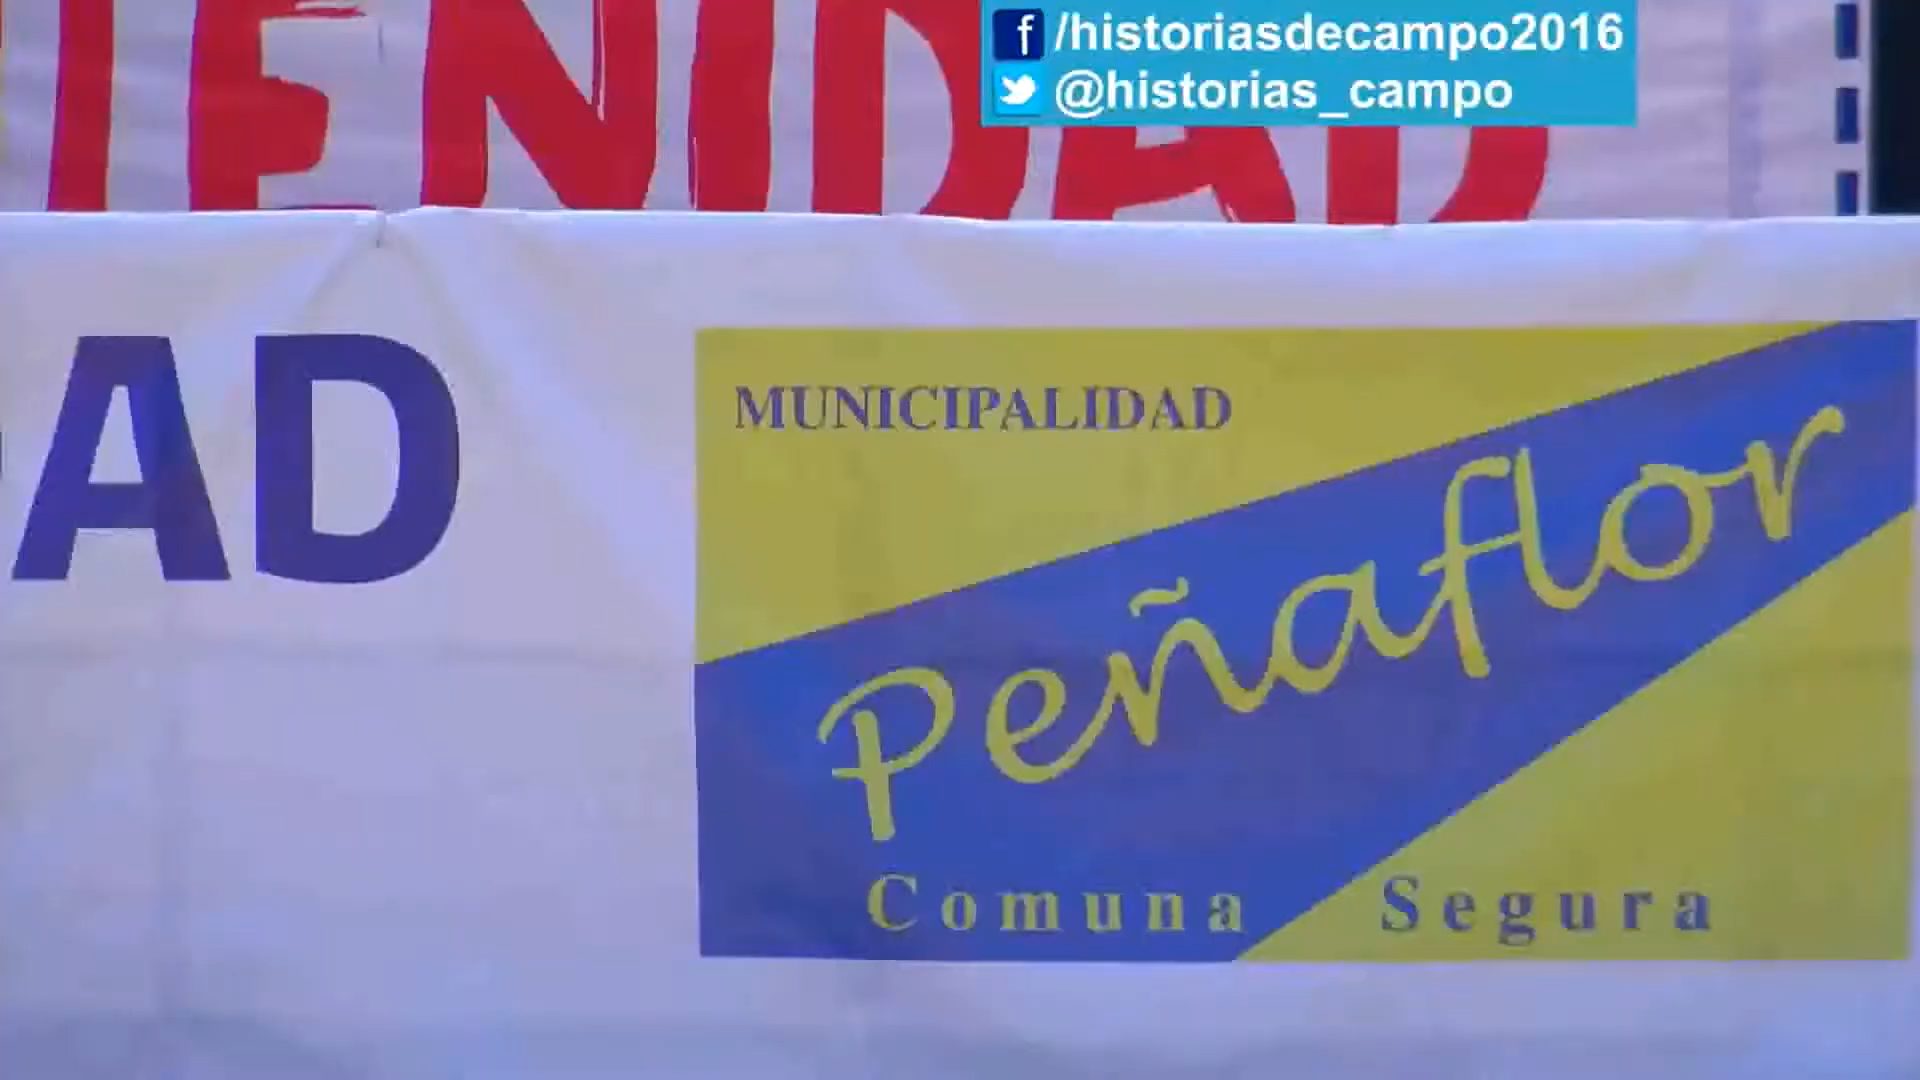 /historiasdecampo2016
@historias_campo
ENIDAD
AD
MUNICIPALIDAD
Peñaflor
Comuna Segura